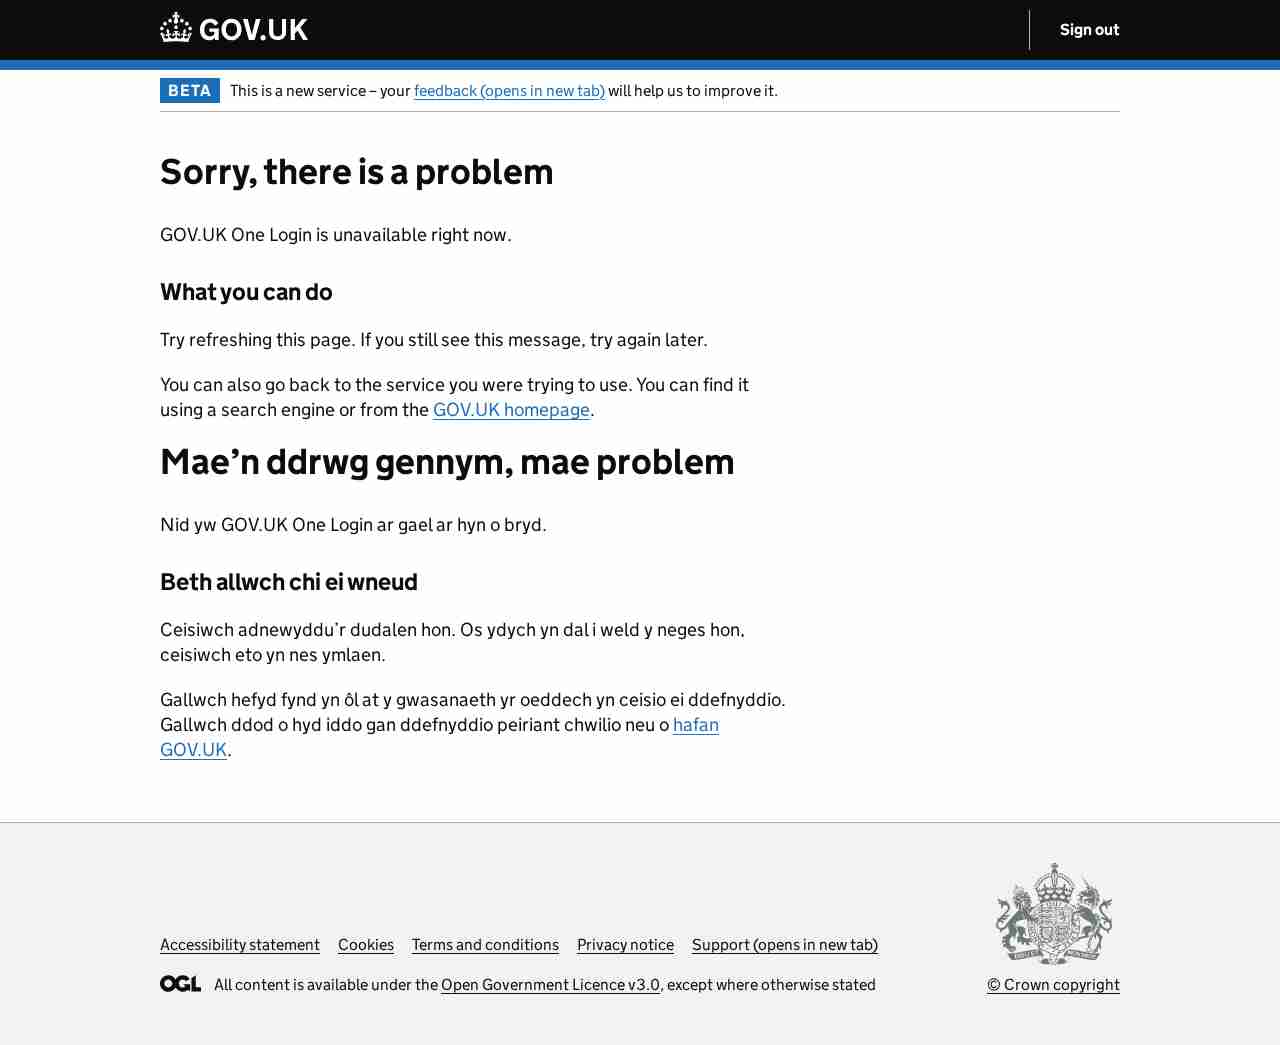 GOV.UK
Sign out
BETA This is a new service – your feedback (opens in new tab) will help us to improve it.
Sorry, there is a problem
GOV.UK One Login is unavailable right now.
What you can do
Try refreshing this page. If you still see this message, try again later.
You can also go back to the service you were trying to use. You can find it
using a search engine or from the GOV.UK homepage.
Mae’n ddrwg gennym, mae problem
Nid yw GOV.UK One Login ar gael ar hyn o bryd.
Beth allwch chi ei wneud
Ceisiwch adnewyddu’r dudalen hon. Os ydych yn dal i weld y neges hon,
ceisiwch eto yn nes ymlaen.
Gallwch hefyd fynd yn ôl at y gwasanaeth yr oeddech yn ceisio ei ddefnyddio.
Gallwch ddod o hyd iddo gan ddefnyddio peiriant chwilio neu o hafan
GOV.UK.
Accessibility statement Cookies Terms and conditions Privacy notice Support (opens in new tab)
OGL All content is available under the Open Government Licence v3.0, except where otherwise stated
© Crown copyright